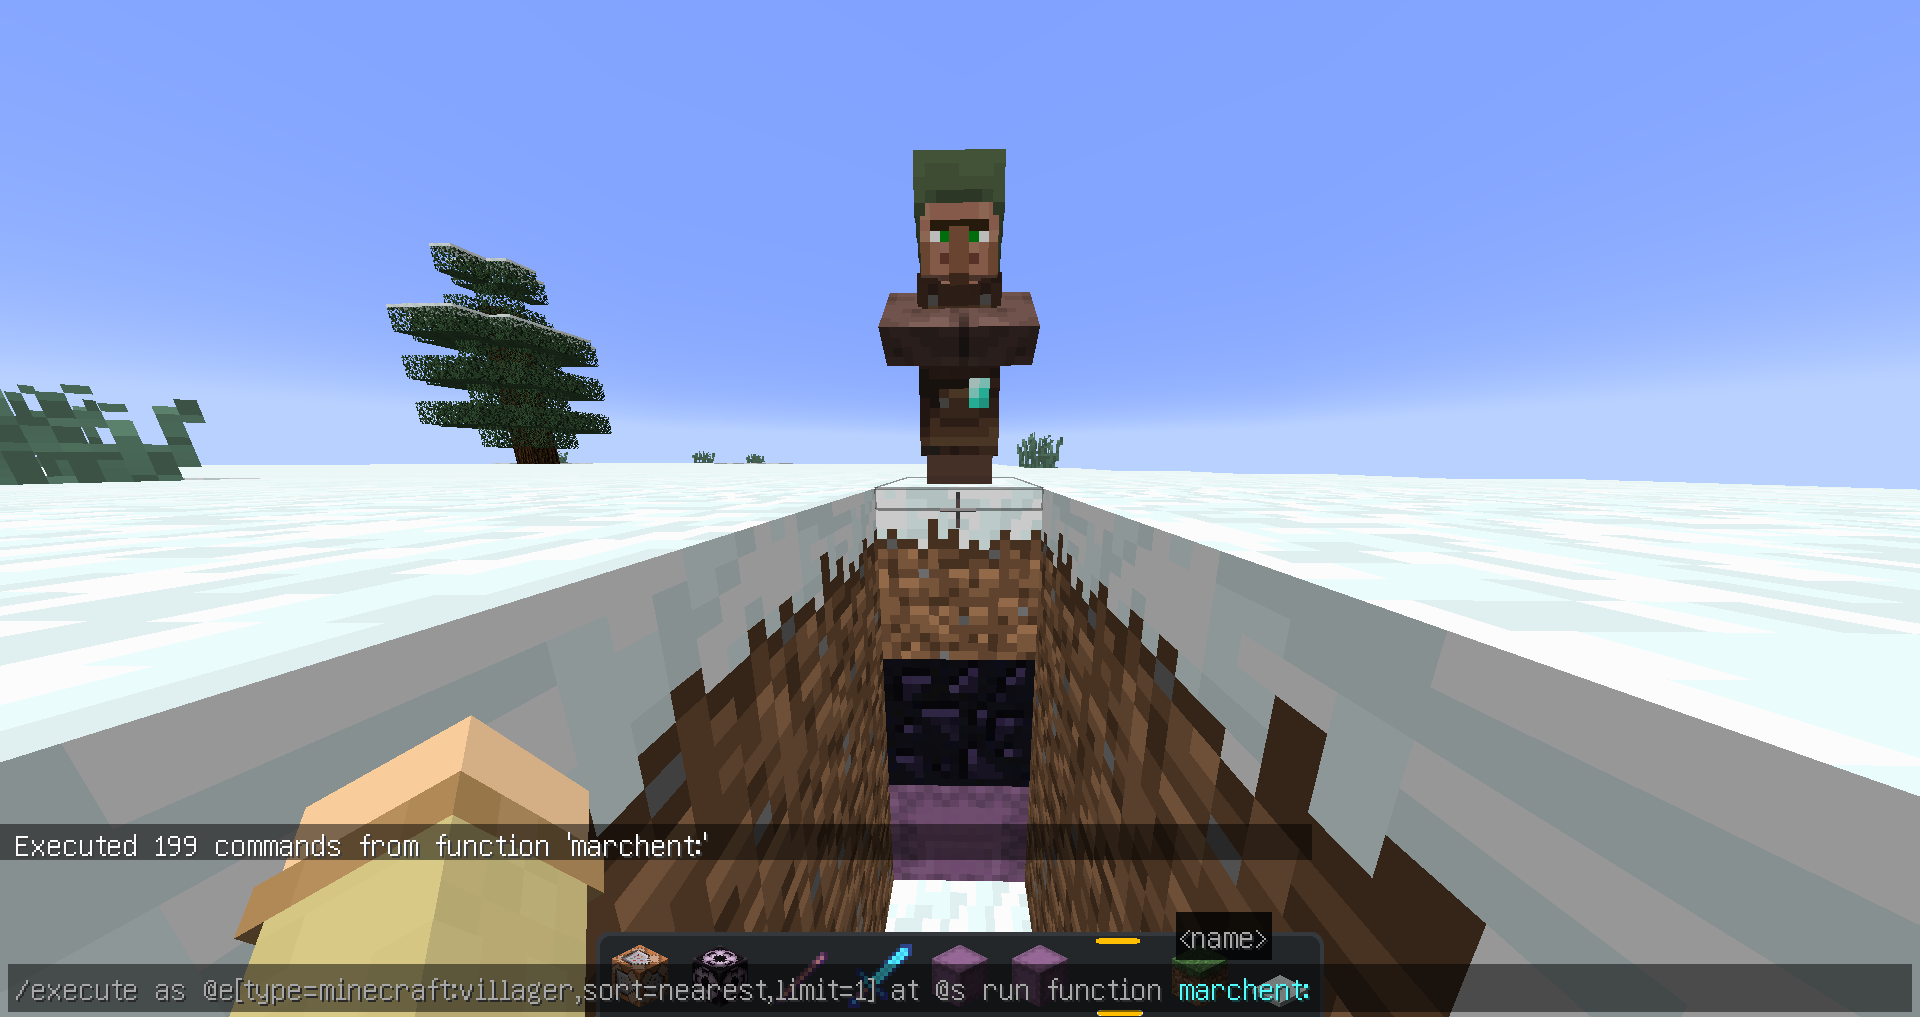 Executed 199 commands from function 'marchent:'
<name>
/execute as @e[type=minecraft:villager,sort=nearest,limit=1] at @s run function marchent: